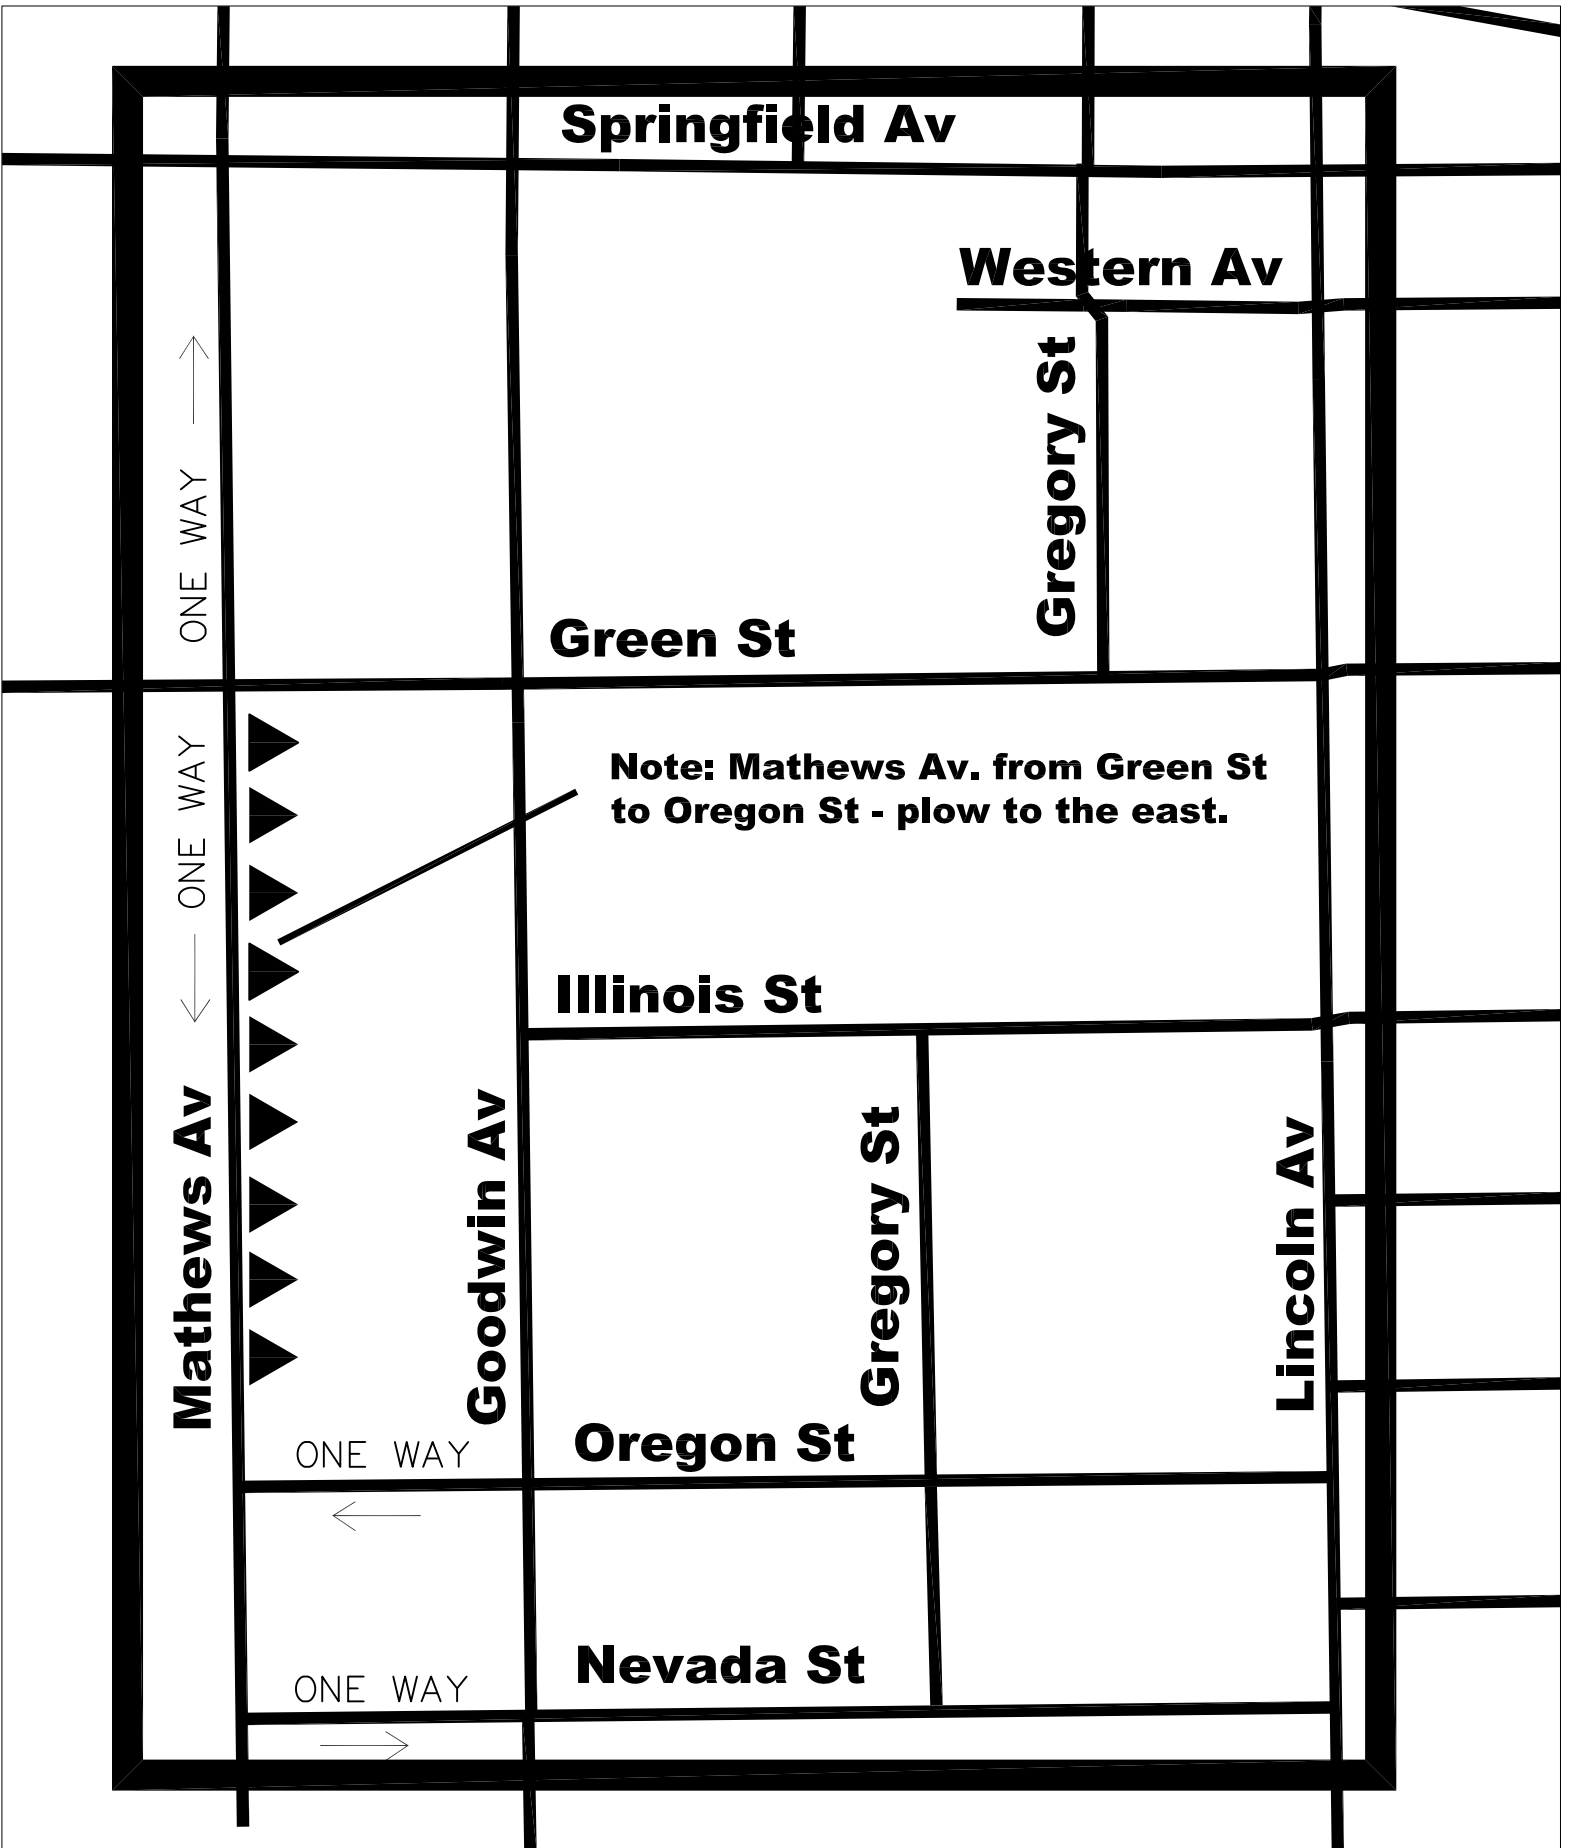 Springfield Av
Western Av
Gregory St
ONE WAY
Green St
ONE WAY
Note: Mathews Av. from Green St
to Oregon St - plow to the east.
Illinois St
Mathews Av
Goodwin Av
Gregory St
Lincoln Av
ONE WAY
Oregon St
Nevada St
ONE WAY